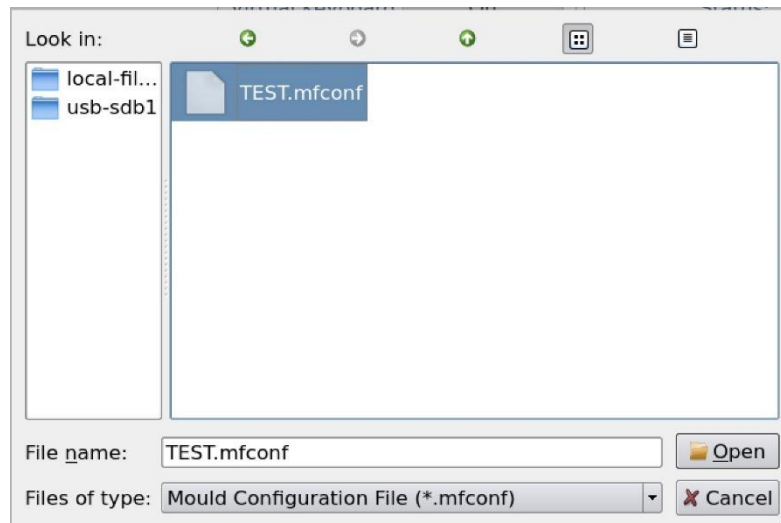 Look in:
local-fil...
usb-sdb1
TEST.mfconf
File name:
TEST.mfconf
Open
Files of type:
Mould Configuration File (*.mfconf)
Cancel